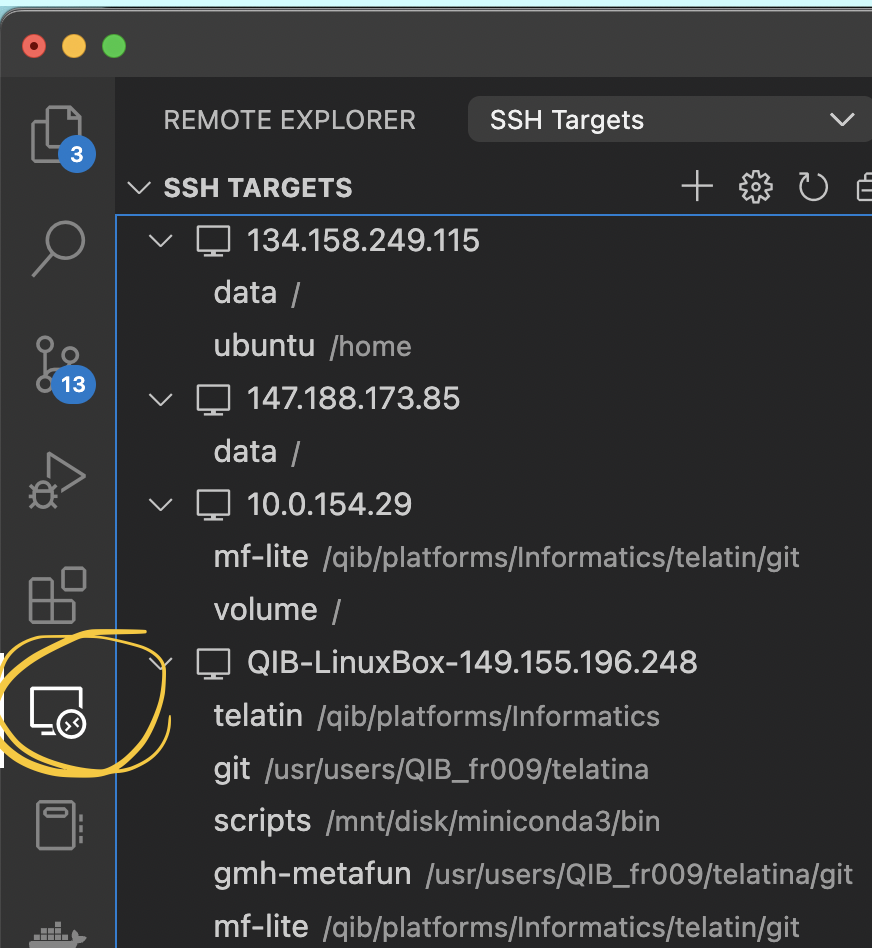 REMOTE EXPLORER SSH Targets
3
SSH TARGETS
134.158.249.115
data /
ubuntu /home
13
147.188.173.85
data /
10.0.154.29
mf-lite /qib/platforms/Informatics/telatin/git
volume /
QIB-LinuxBox-149.155.196.248
telatin /qib/platforms/Informatics
git /usr/users/QIB_fr009/telatina
scripts /mnt/disk/miniconda3/bin
gmh-metafun /usr/users/QIB_fr009/telatina/git
mf-lite /qib/platforms/Informatics/telatin/git